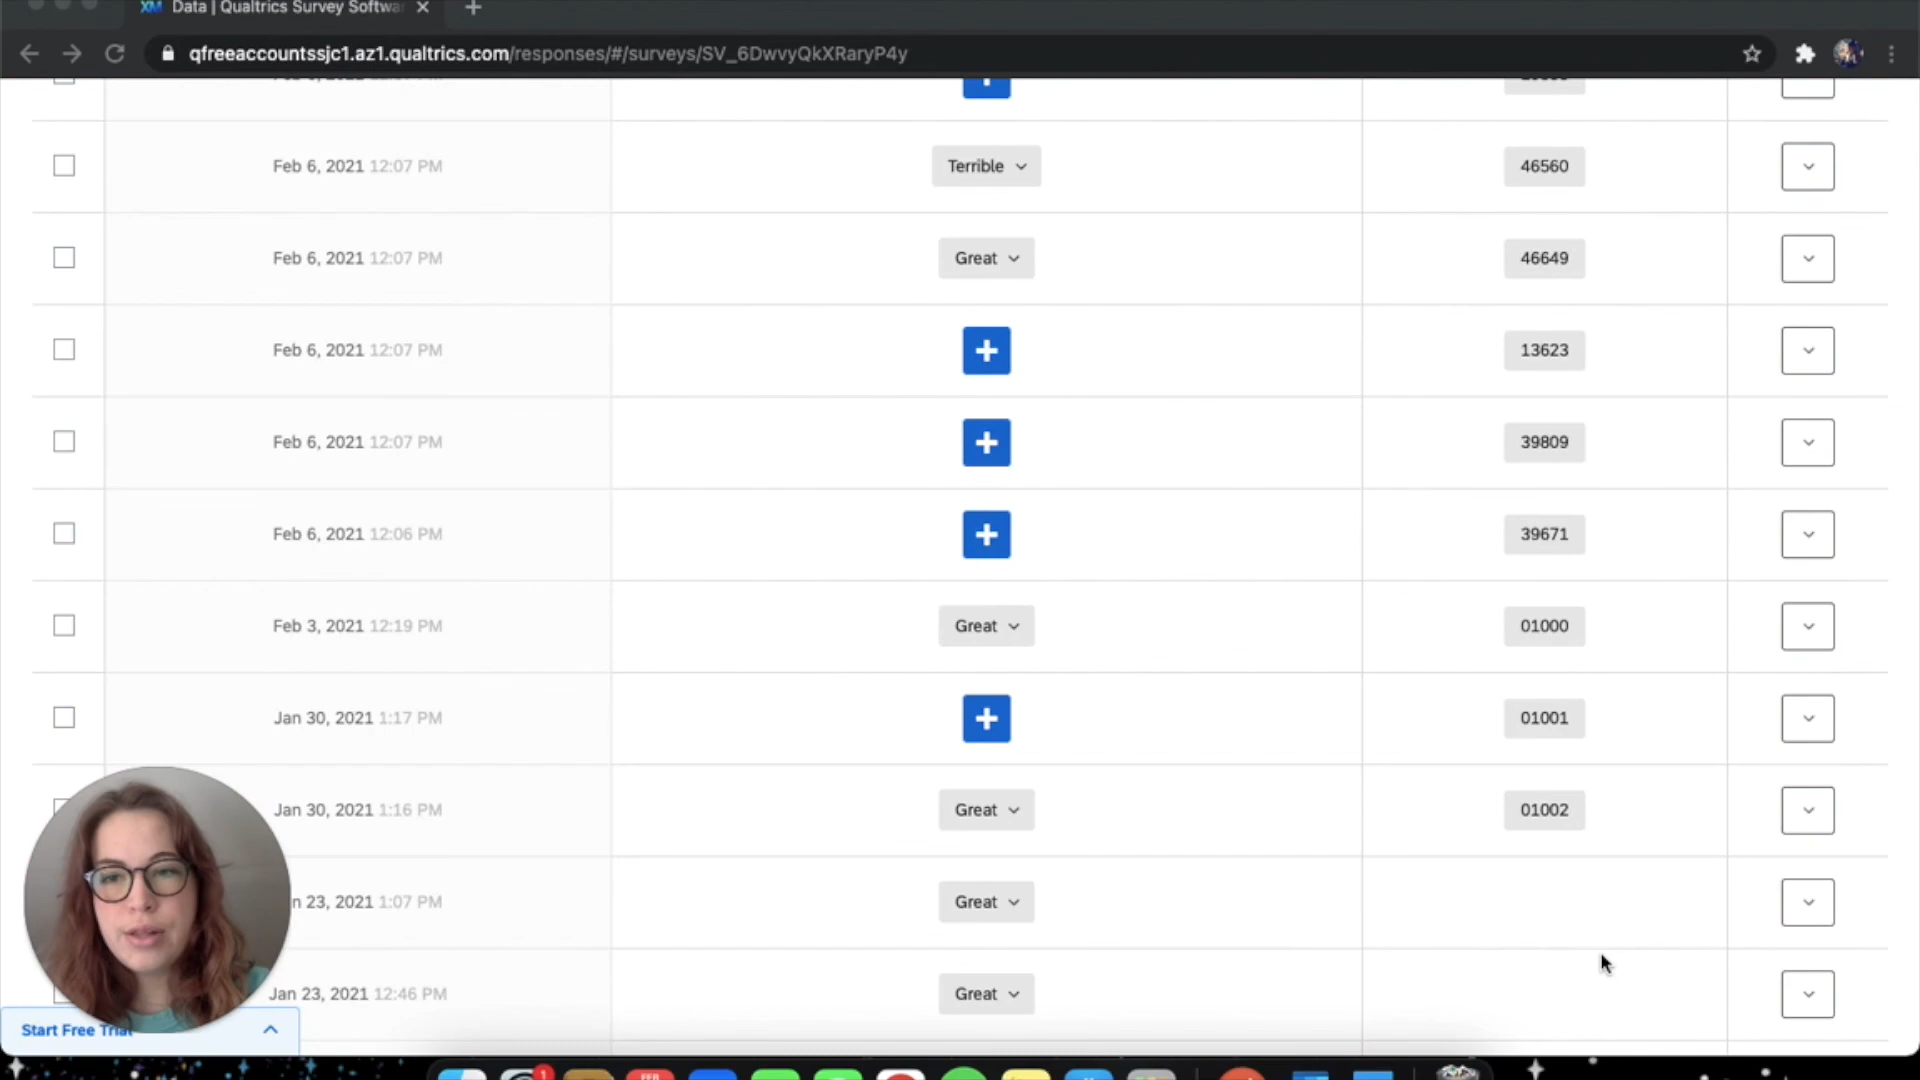 Data | Qualtrics Survey Softwa
qfreeaccountssjc1.az1.qualtrics.com/responses/#/surveys/SV_6DwvyQkXRaryP4y
Feb 6, 2021 12:07 PM Terrible 46560
Feb 6, 2021 12:07 PM Great 46649
Feb 6, 2021 12:07 PM 13623
Feb 6, 2021 12:07 PM 39809
Feb 6, 2021 12:06 PM 39671
Feb 3, 2021 12:19 PM Great 01000
Jan 30, 2021 1:17 PM 01001
Jan 30, 2021 1:16 PM Great 01002
n 23, 2021 1:07 PM Great
Jan 23, 2021 12:46 PM Great
Start Free Trial
FEB
1